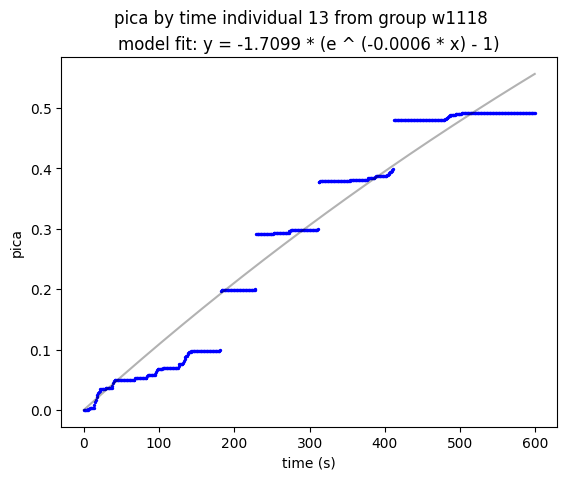 pica by time individual 13 from group w1118
model fit: y = -1.7099 * (e ^ (-0.0006 * x) - 1)
0.5
0.4
0.3
0.2
0.1
0.0
pica
0 100 200 300 400 500 600
time (s)